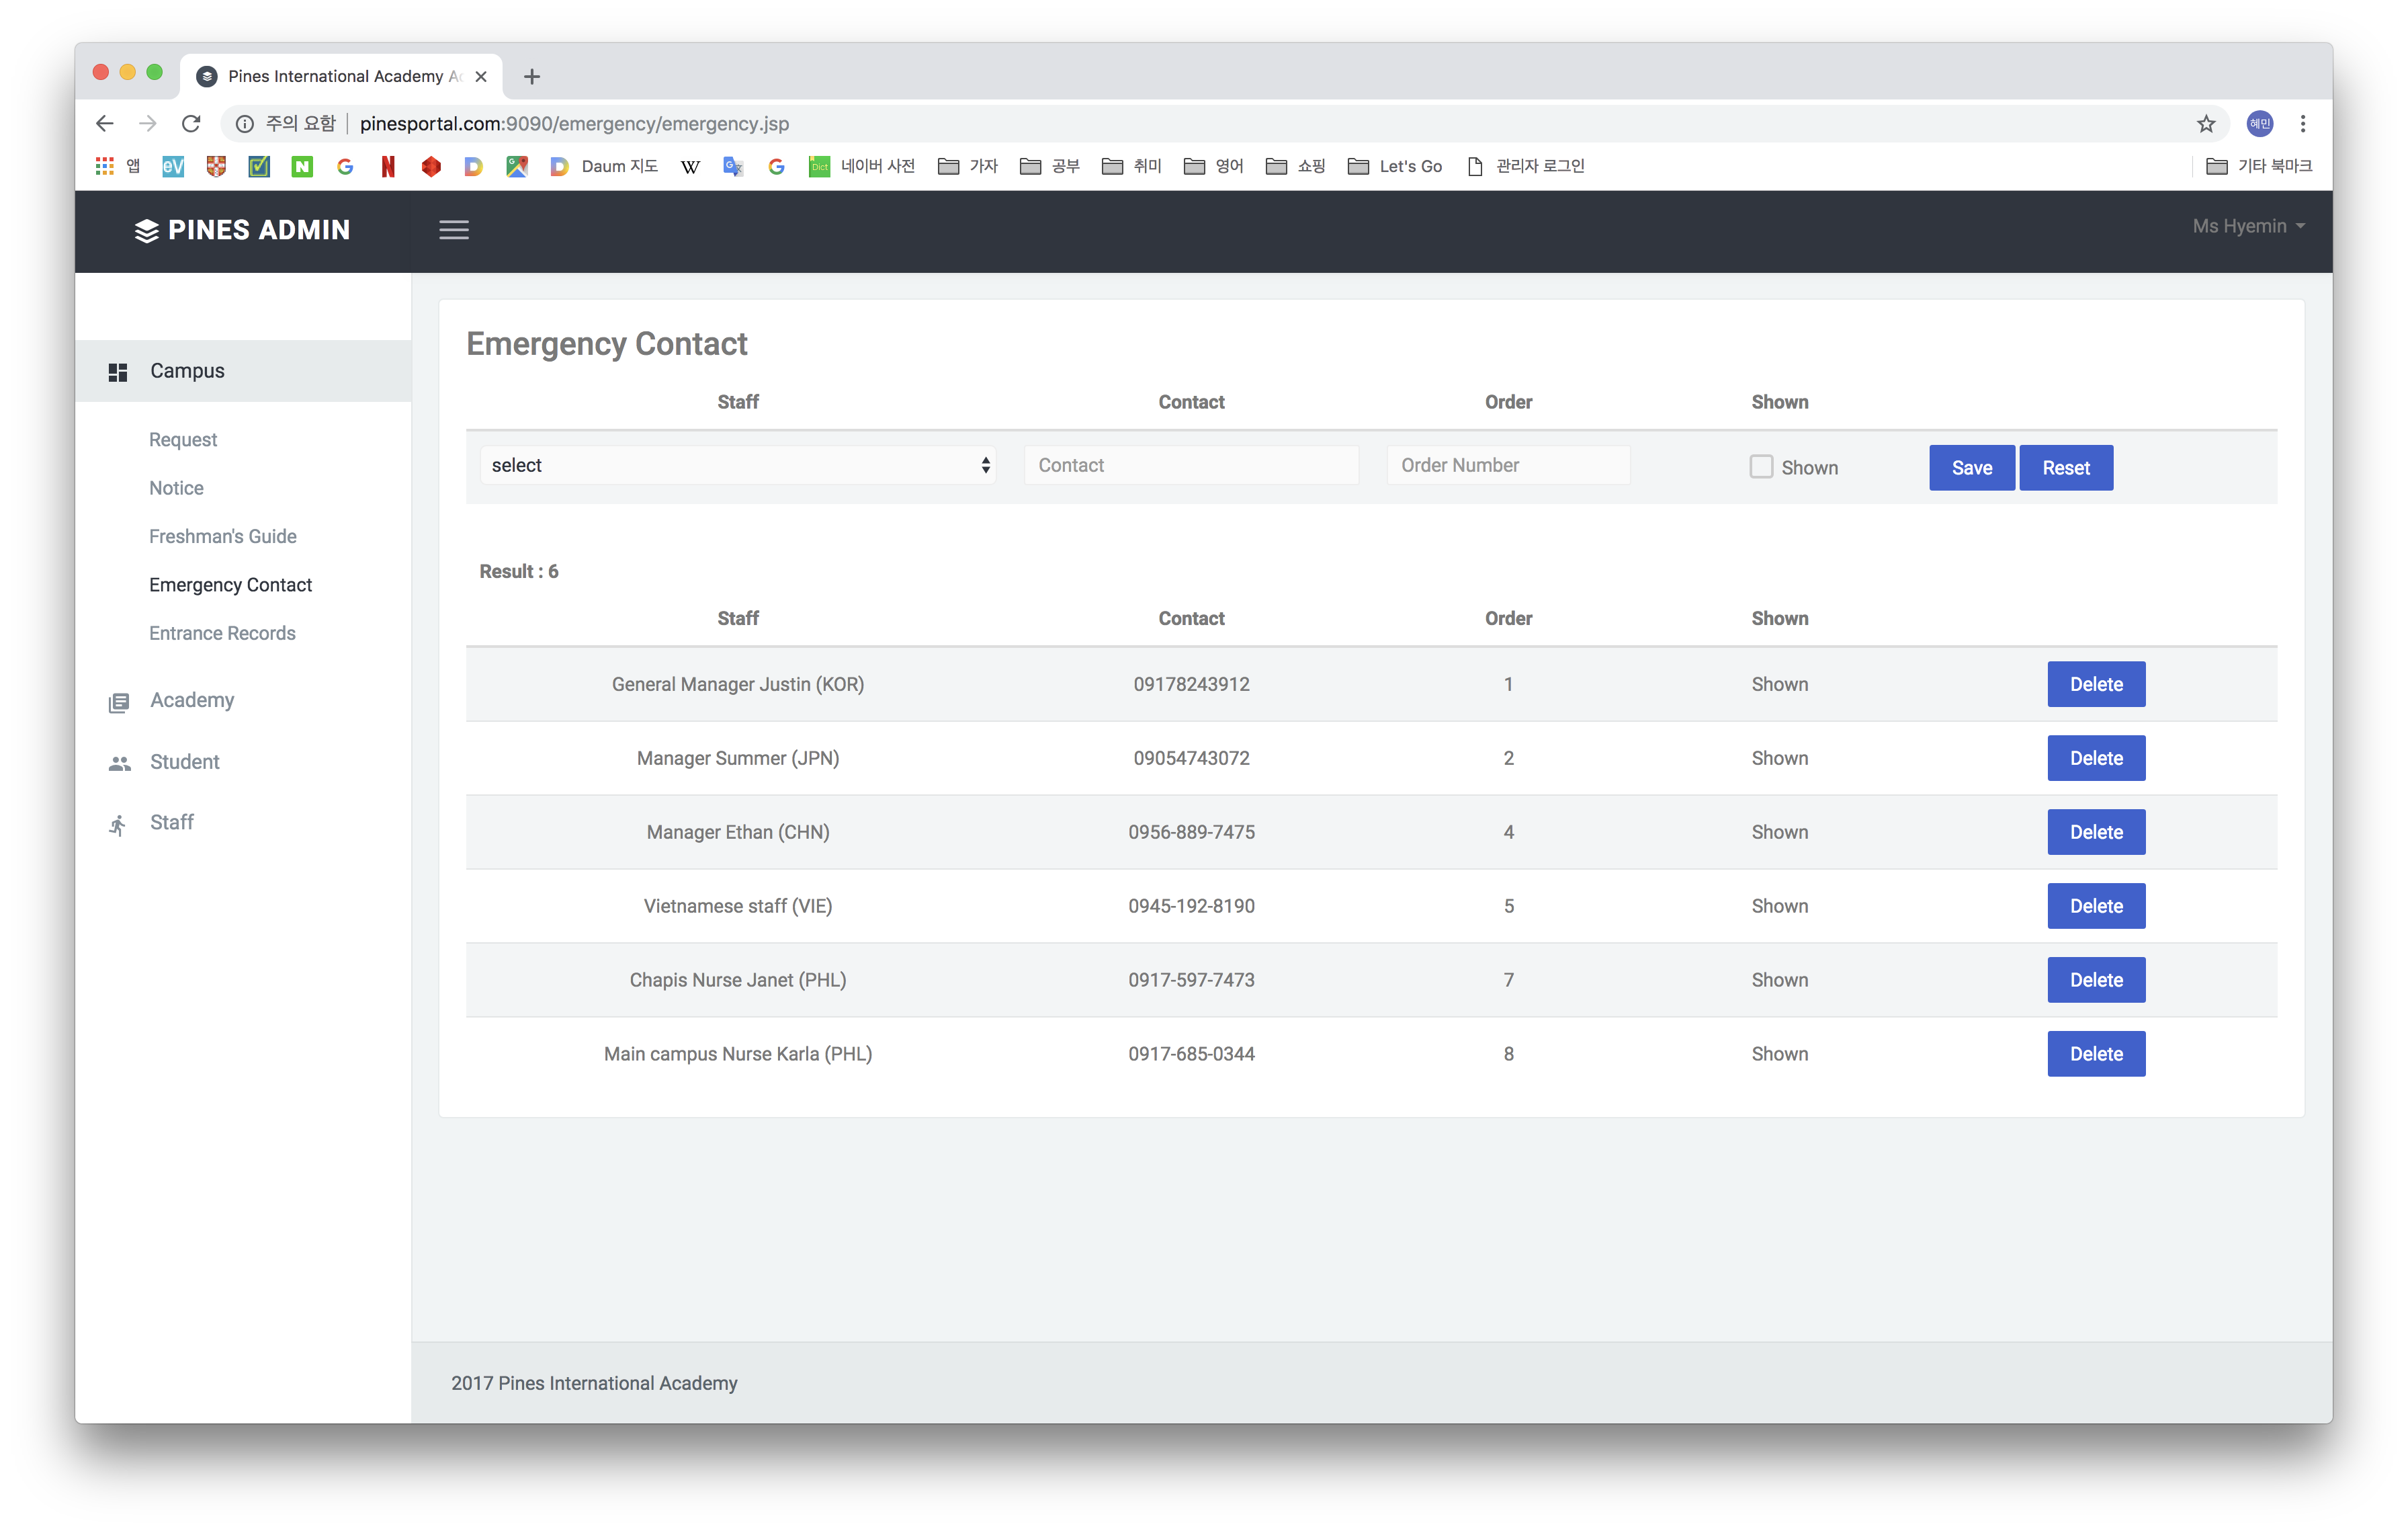 Pines International Academy
주의 요함 pinesportal.com:9090/emergency/emergency.jsp 혜민
앱 eV N G N D G D Daum 지도 W G G Dict 네이버 사전 가자 공부 취미 영어 쇼핑 Let's Go 관리자 로그인 기타 북마크
PINES ADMIN Ms Hyemin
Campus
Request
Notice
Freshman's Guide
Emergency Contact
Entrance Records
Academy
Student
Staff
Emergency Contact
Staff Contact Order Shown
select Contact Order Number Shown Save Reset
Result : 6
Staff Contact Order Shown
General Manager Justin (KOR) 09178243912 1 Shown Delete
Manager Summer (JPN) 09054743072 2 Shown Delete
Manager Ethan (CHN) 0956-889-7475 4 Shown Delete
Vietnamese staff (VIE) 0945-192-8190 5 Shown Delete
Chapis Nurse Janet (PHL) 0917-597-7473 7 Shown Delete
Main campus Nurse Karla (PHL) 0917-685-0344 8 Shown Delete
2017 Pines International Academy